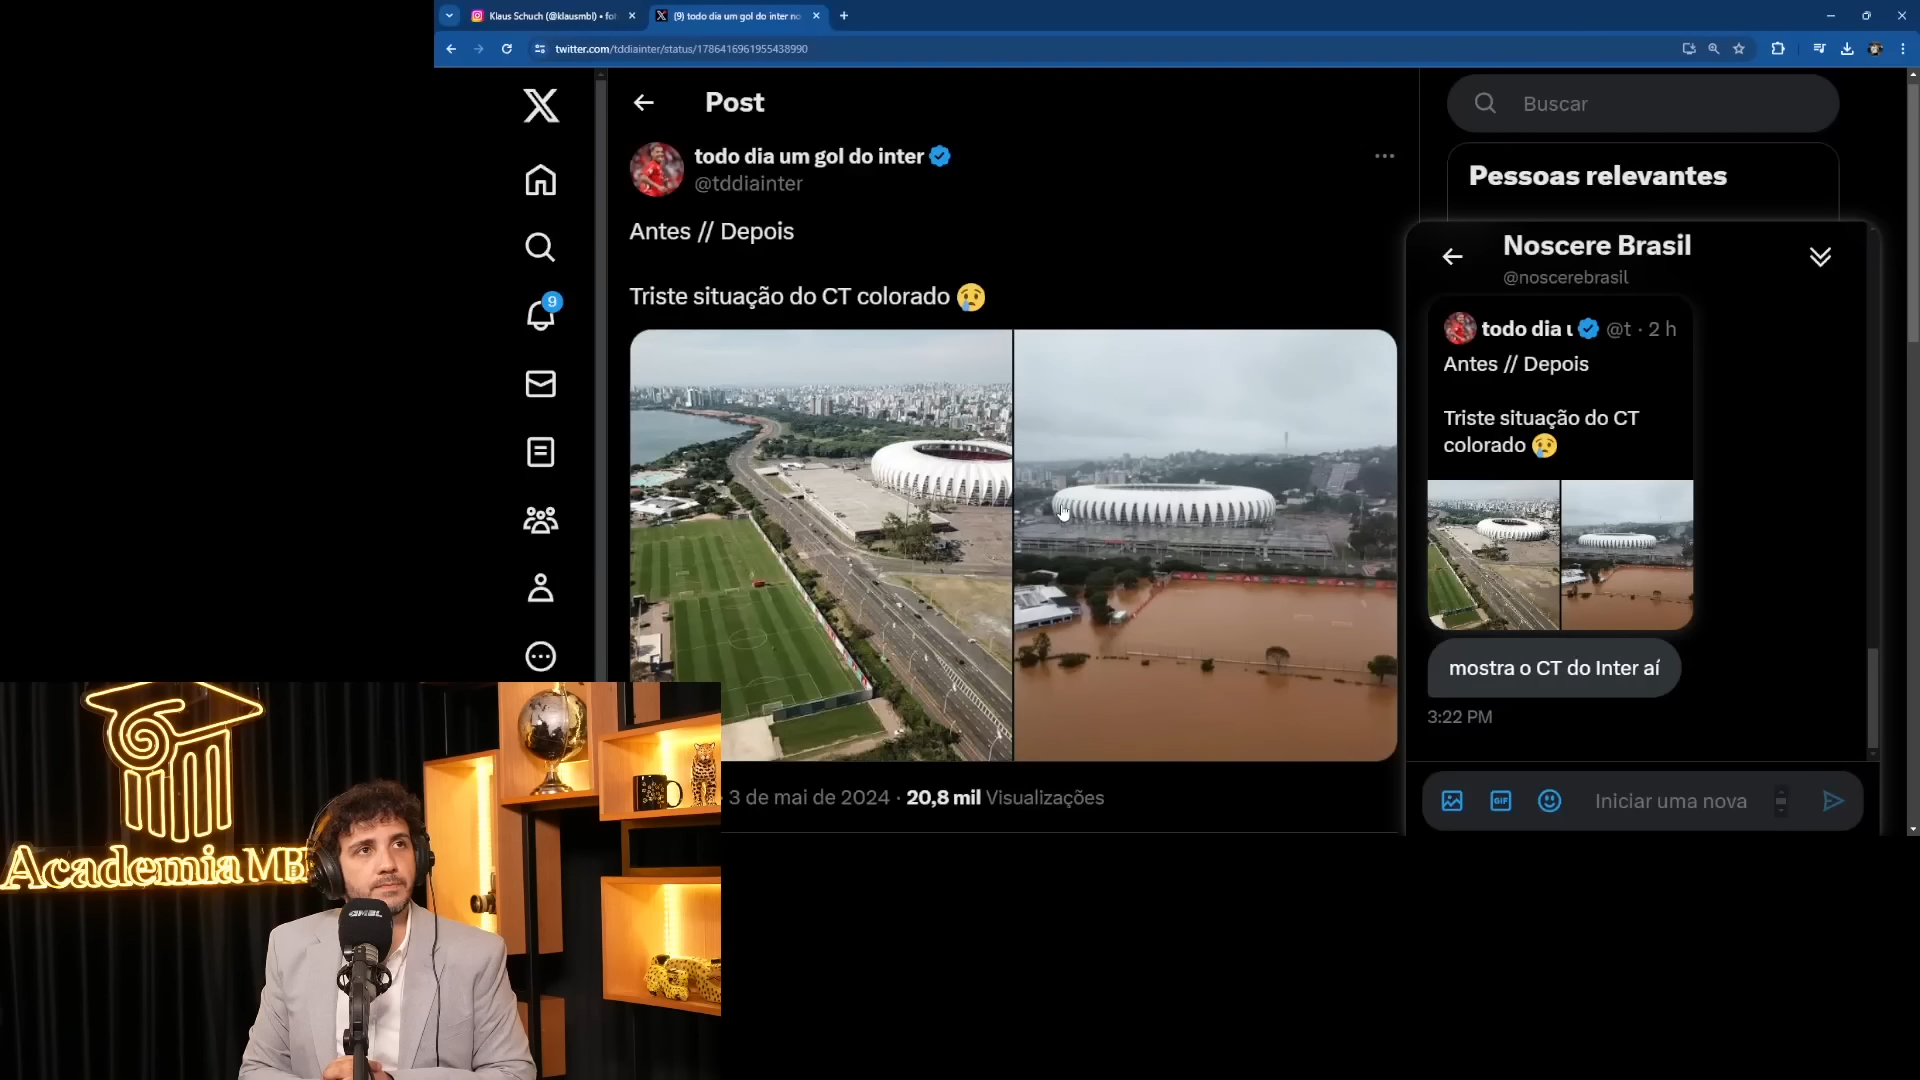 Klaus Schuch (@klausmbl) • fo
(9) todo dia um gol do inter no
twitter.com/tddiainter/status/1786416961955438990
Post
todo dia um gol do inter
@tddiainter
Antes // Depois
Triste situação do CT colorado 😢
3 de mai de 2024 · 20,8 mil Visualizações
9
Buscar
Pessoas relevantes
Noscere Brasil
@noscerebrasil
todo dia u @t · 2 h
Antes // Depois
Triste situação do CT
colorado 😢
mostra o CT do Inter aí
3:22 PM
GIF
Iniciar uma nova
Academia MB
MBL